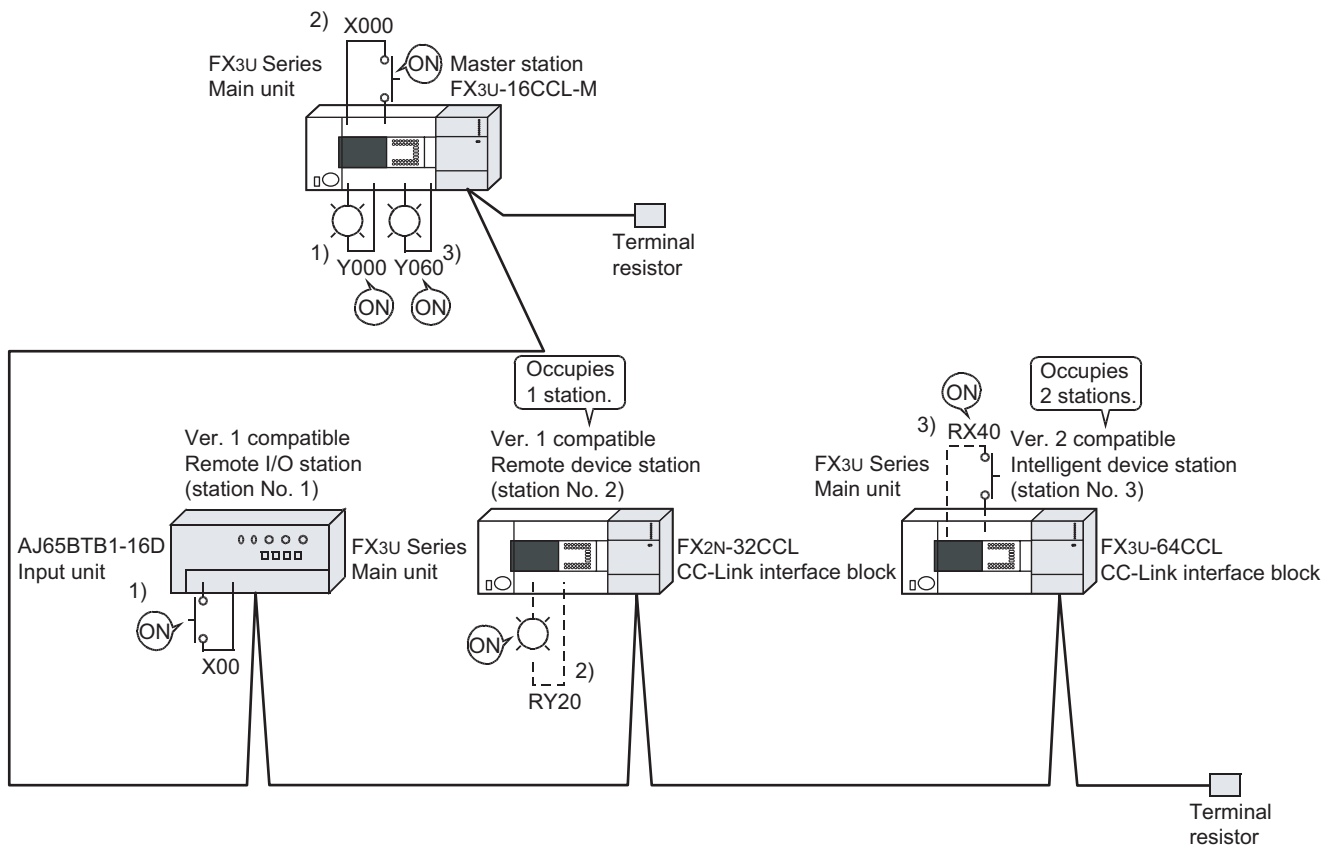 2) X000
FX3U Series
Main unit
ON
Master station
FX3U-16CCL-M
1)
Y000
Y060
3)
ON
ON
Terminal
resistor
Occupies
1 station.
Occupies
2 stations.
Ver. 1 compatible
Remote I/O station
(station No. 1)
Ver. 1 compatible
Remote device station
(station No. 2)
ON
3) RX40
FX3U Series
Main unit
Ver. 2 compatible
Intelligent device station
(station No. 3)
AJ65BTB1-16D
Input unit
FX3U Series
Main unit
FX2N-32CCL
CC-Link interface block
FX3U-64CCL
CC-Link interface block
1)
ON
X00
ON
2)
RY20
Terminal
resistor